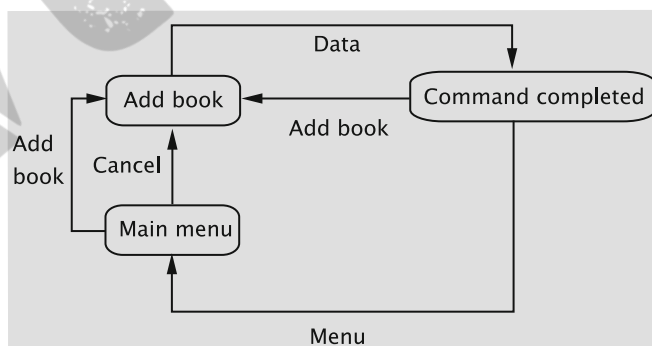 Data
Add book
Command completed
Add book
Add
book
Cancel
Main menu
Menu